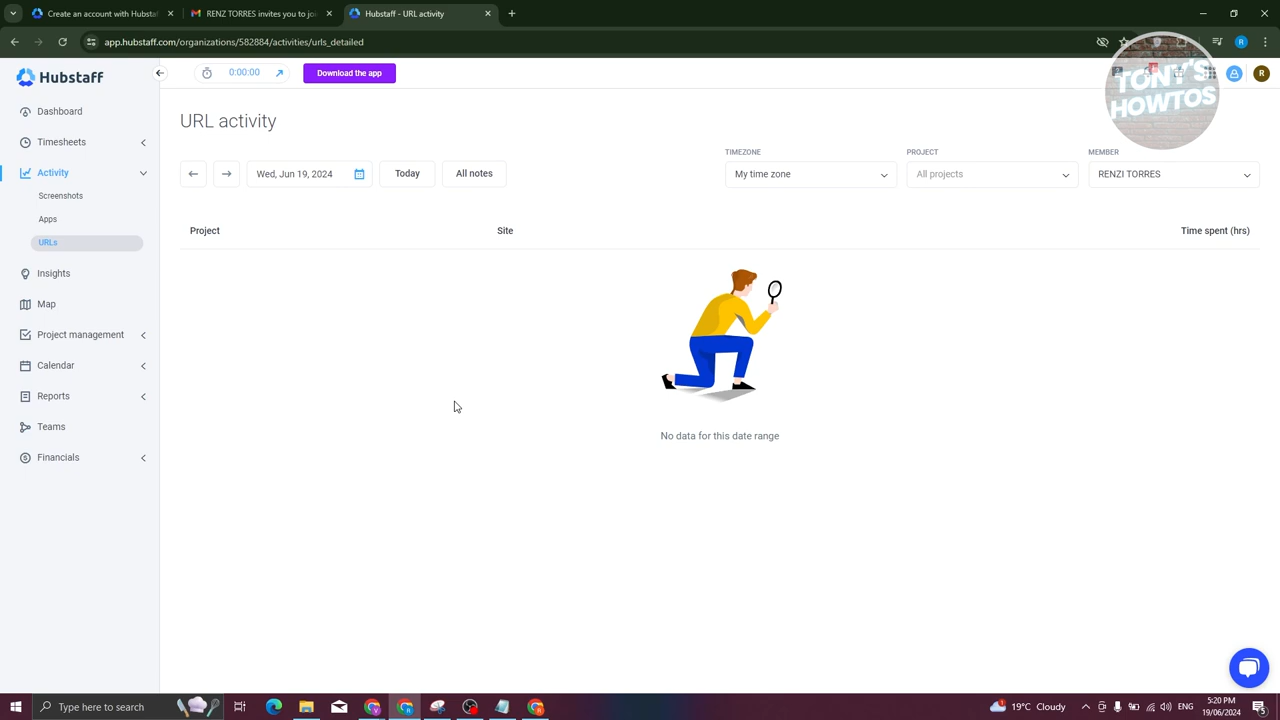 Create an account with Hubstaf
RENZ TORRES invites you to joi
Hubstaff - URL activity
app.hubstaff.com/organizations/582884/activities/urls_detailed
R
Hubstaff
0:00:00
Download the app
R
TONY'S
HOWTOS
Dashboard
Timesheets
Activity
Screenshots
Apps
URLs
Insights
Map
Project management
Calendar
Reports
Teams
Financials
URL activity
TIMEZONE
PROJECT
MEMBER
Wed, Jun 19, 2024
Today
All notes
My time zone
All projects
RENZI TORRES
Project
Site
Time spent (hrs)
No data for this date range
Type here to search
19°C Cloudy
5:20 PM
19/06/2024